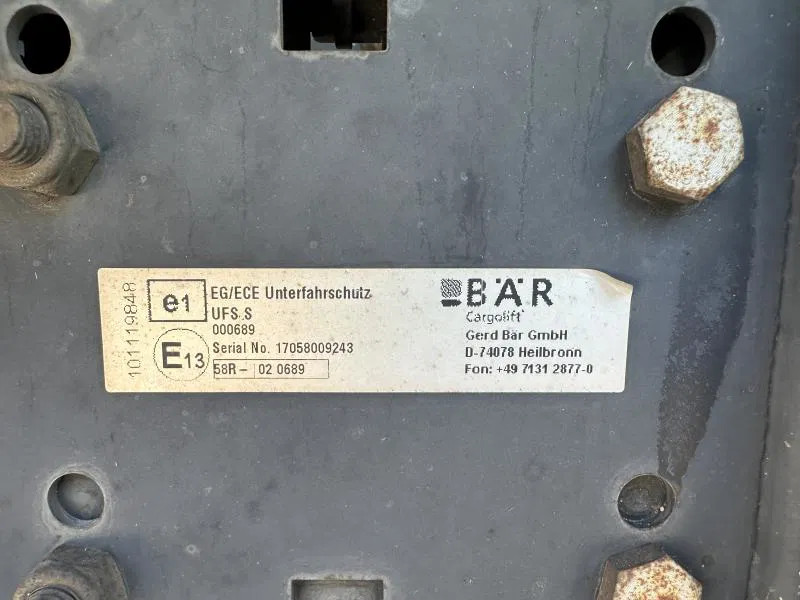 101119848
e1
EG/ECE Unterfahrschutz
UFS S
000689
E13
Serial No. 17058009243
58R- 02 0689
BÄR
Cargolift
Gerd Bär GmbH
D-74078 Heilbronn
Fon: +49 7131 2877-0